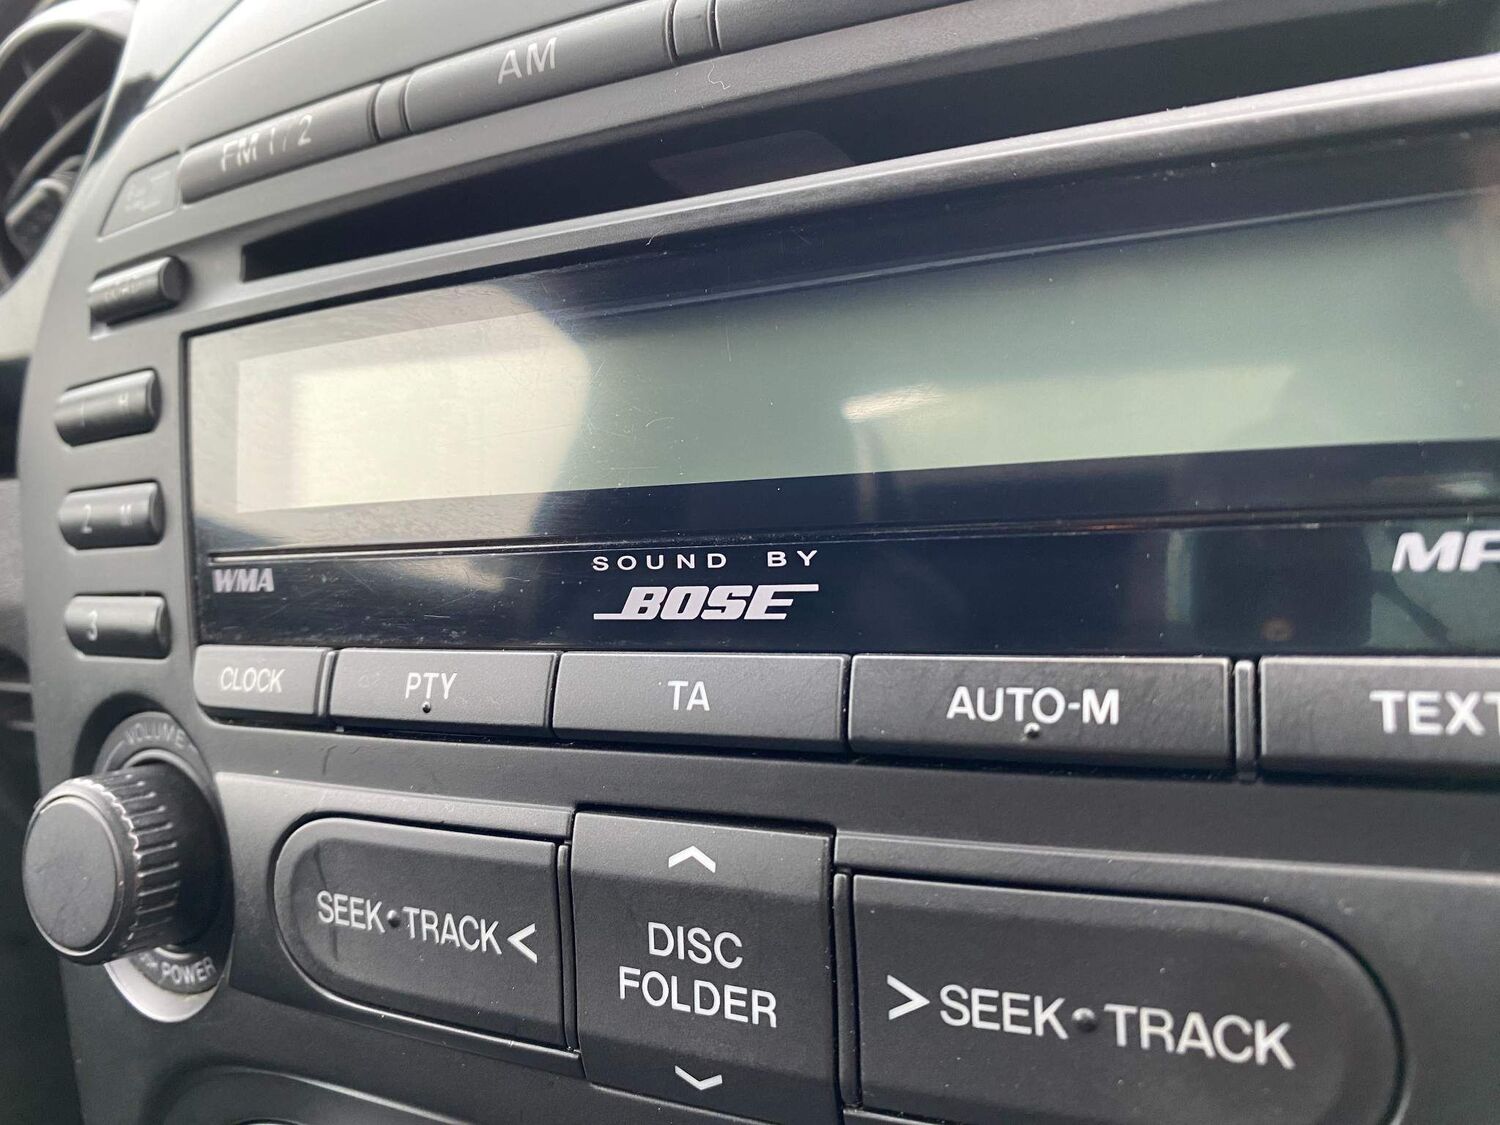 AM
FM 1/2
2
3
WMA
SOUND BY
BOSE
CLOCK
PTY
TA
AUTO-M
TEXT
VOLUME
POWER
SEEK·TRACK <
DISC
FOLDER
> SEEK·TRACK